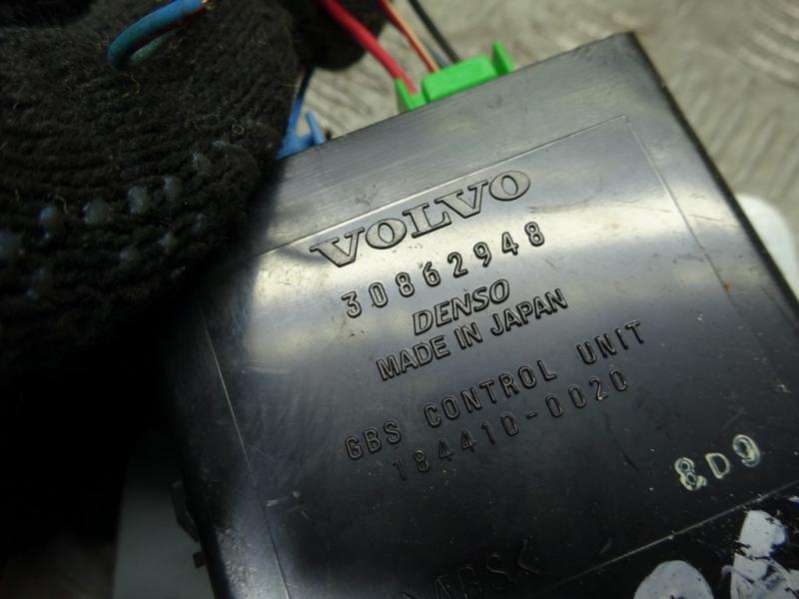 VOLVO
30862948
DENSO
MADE IN JAPAN
GBS CONTROL UNIT
184410-0020
8D9